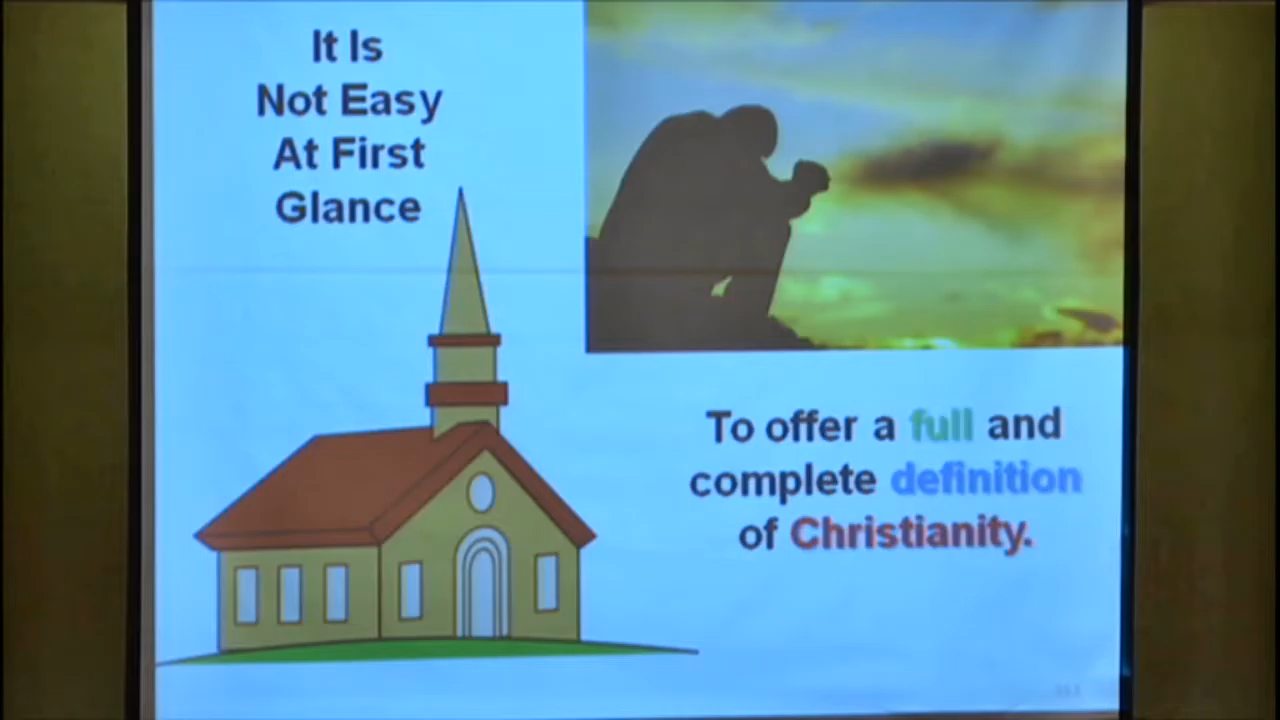 It Is
Not Easy
At First
Glance
To offer a full and
complete definition
of Christianity.